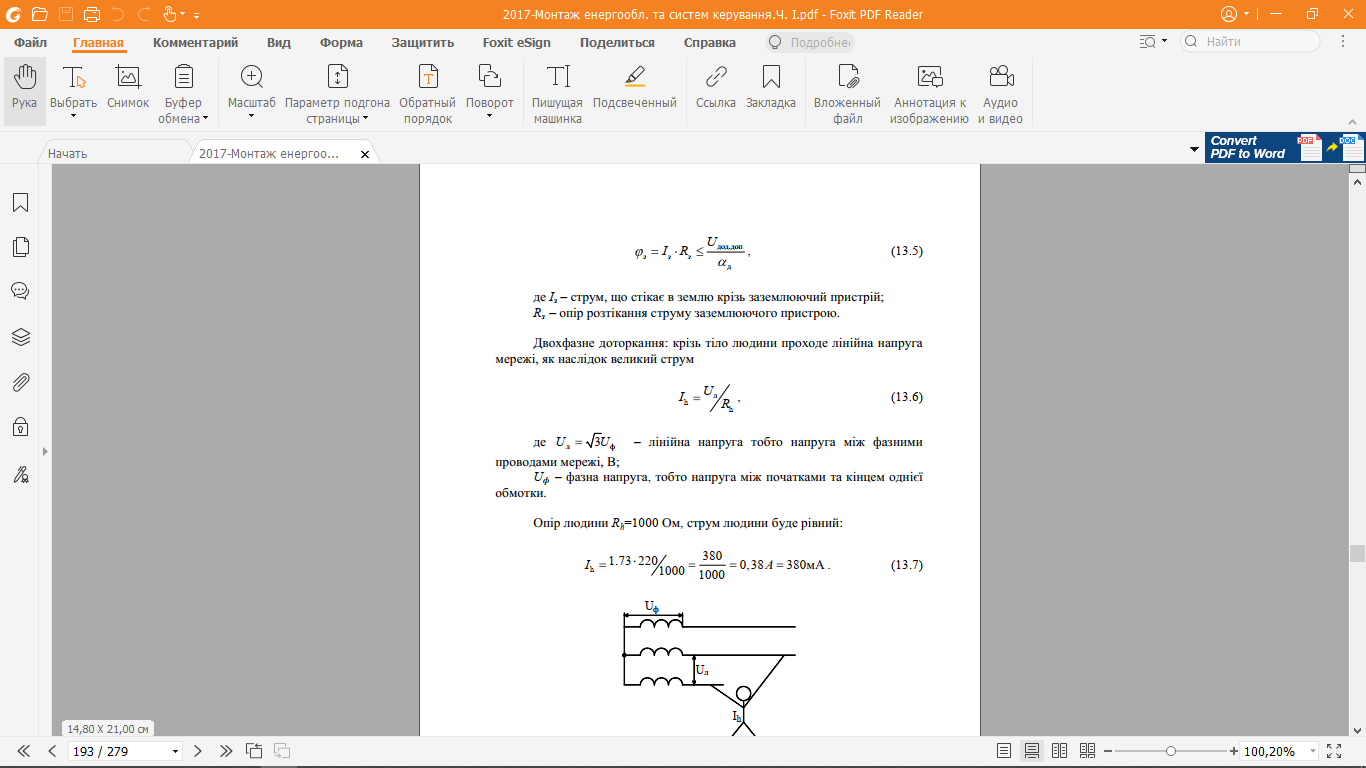 2017-Монтаж енергообл. та систем керування.Ч. I.pdf - Foxit PDF Reader
Файл Главная Комментарий Вид Форма Защитить Foxit eSign Поделиться Справка Подробнее Найти
Рука Выбрать Снимок Буфер обмена Масштаб Параметр подгона страницы Обратный порядок Поворот Пишущая машинка Подсвеченный Ссылка Закладка Вложенный файл Аннотация к изображению Аудио и видео
Начать 2017-Монтаж енергоо... Convert PDF to Word PDF DOC
φз = Iз · Rз ≤ Uдод.доп / αд , (13.5)
де Iз – струм, що стікає в землю крізь заземлюючий пристрій;
Rз – опір розтікання струму заземлюючого пристрою.
Двохфазне доторкання: крізь тіло людини проходе лінійна напруга
мережі, як наслідок великий струм
Ih = Uл/Rh , (13.6)
де Uл = √3Uф – лінійна напруга тобто напруга між фазними
проводами мережі, В;
Uф – фазна напруга, тобто напруга між початками та кінцем однієї
обмотки.
Опір людини Rh=1000 Ом, струм людини буде рівний:
Ih = 1.73·220/1000 = 380/1000 = 0,38A = 380мА . (13.7)
Uф
Uл
Ih
14,80 X 21,00 см
193 / 279 100,20%